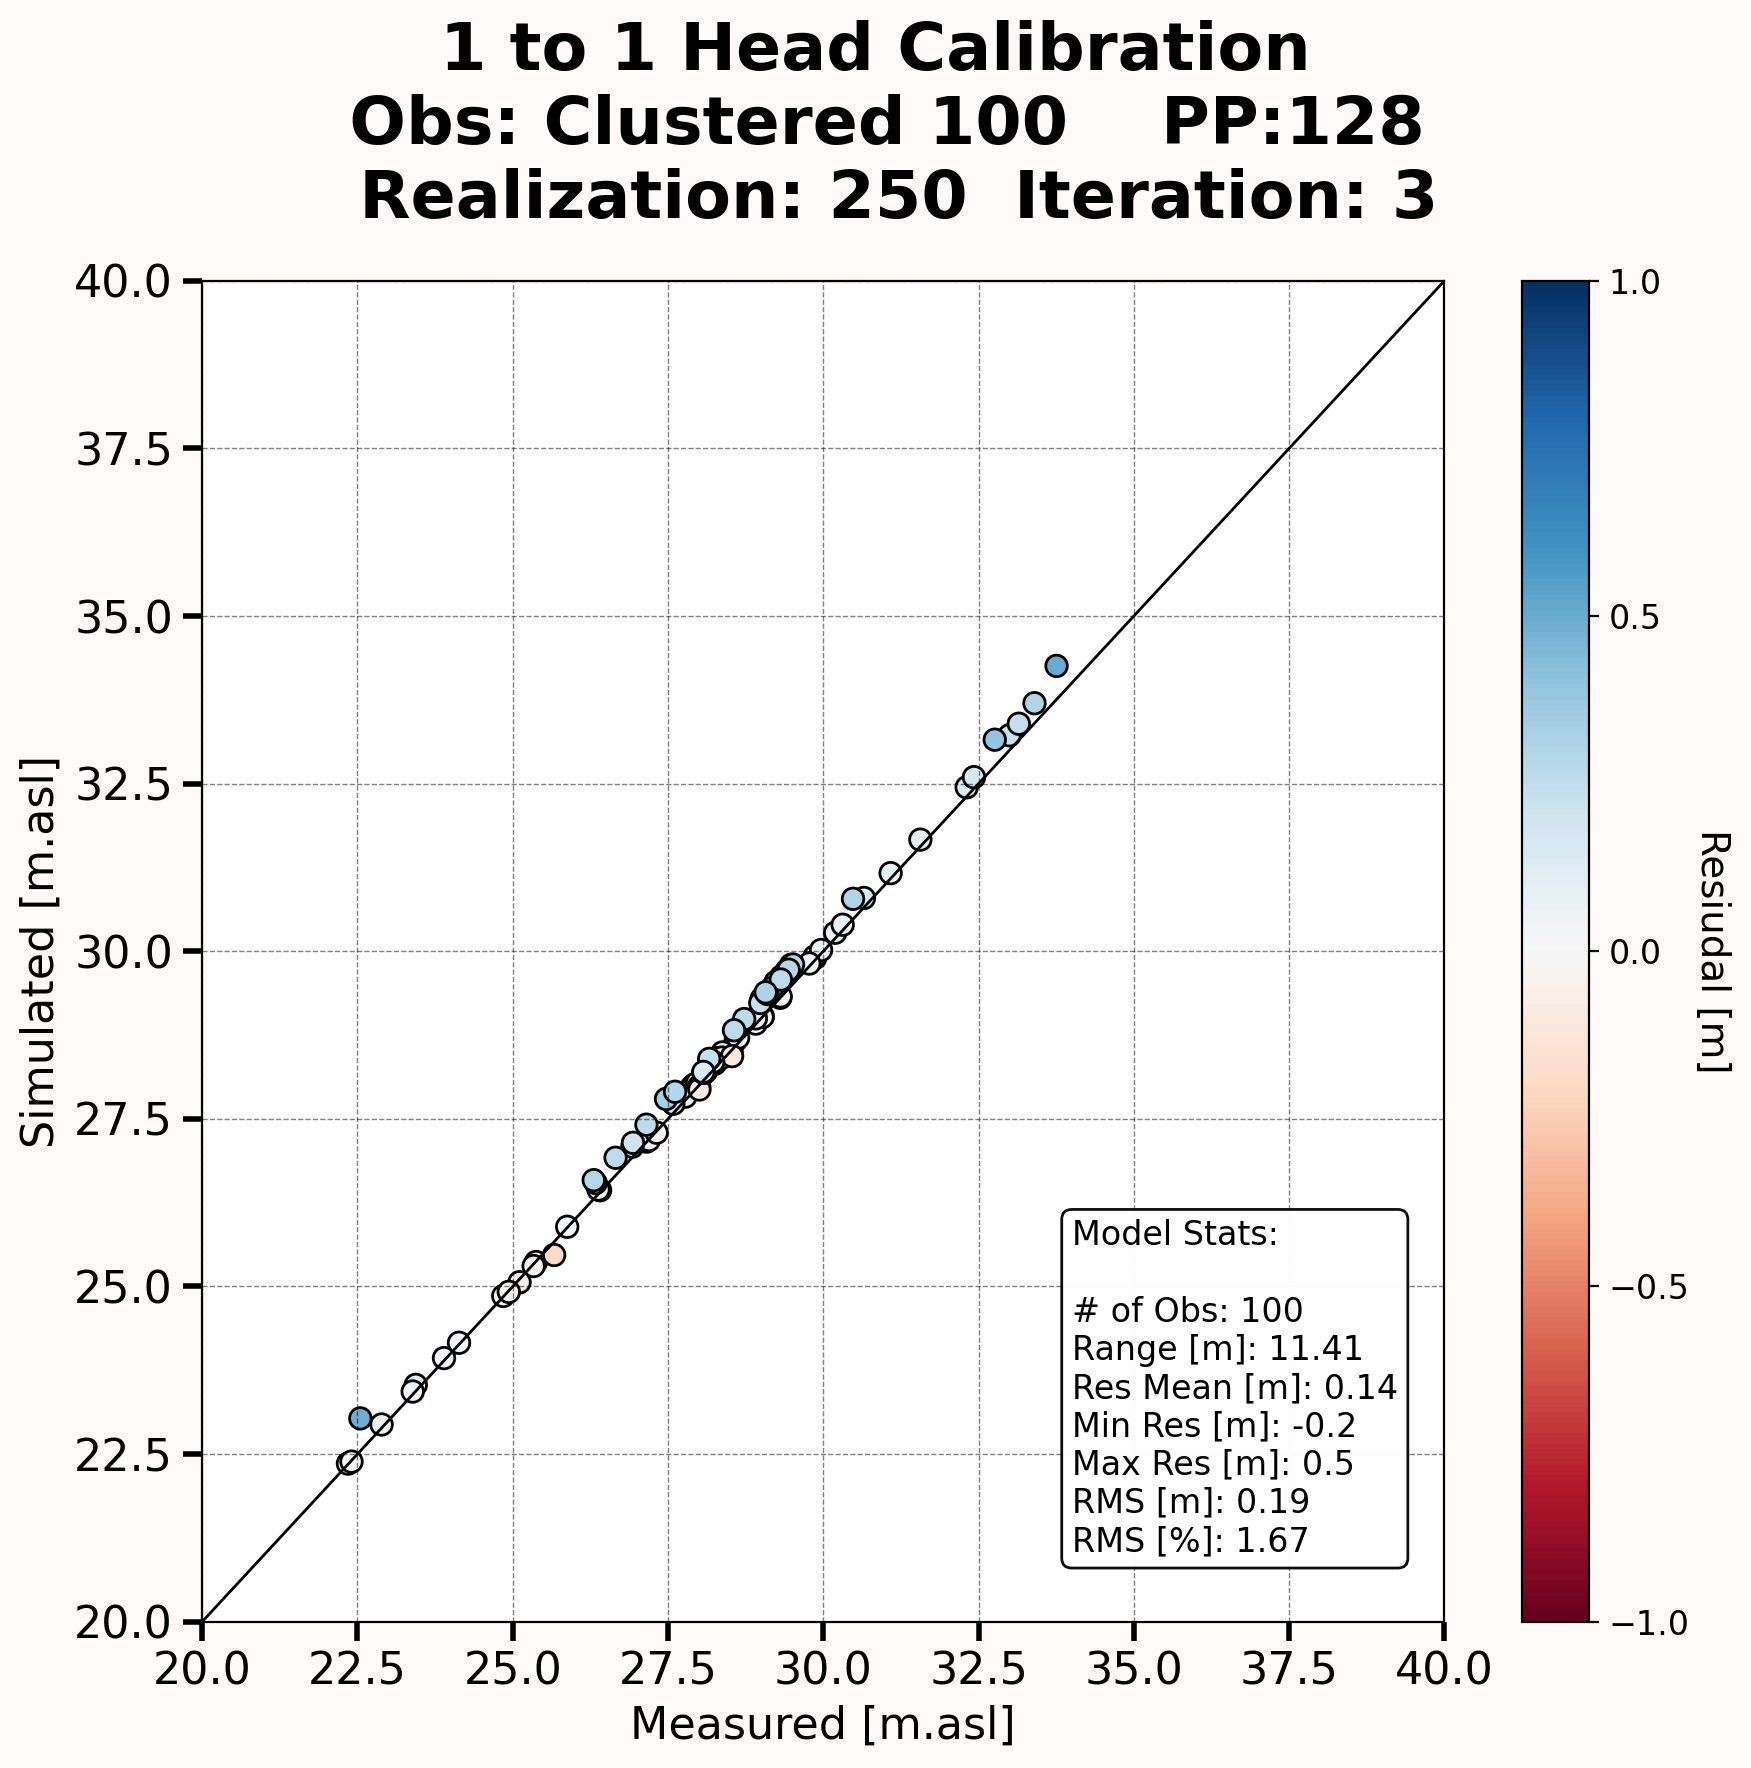 1 to 1 Head Calibration
Obs: Clustered 100    PP:128
Realization: 250  Iteration: 3
40.0
37.5
35.0
32.5
30.0
27.5
25.0
22.5
20.0
Simulated [m.asl]
20.0 22.5 25.0 27.5 30.0 32.5 35.0 37.5 40.0
Measured [m.asl]
Model Stats:
# of Obs: 100
Range [m]: 11.41
Res Mean [m]: 0.14
Min Res [m]: -0.2
Max Res [m]: 0.5
RMS [m]: 0.19
RMS [%]: 1.67
1.0
0.5
0.0
−0.5
−1.0
Resiudal [m]